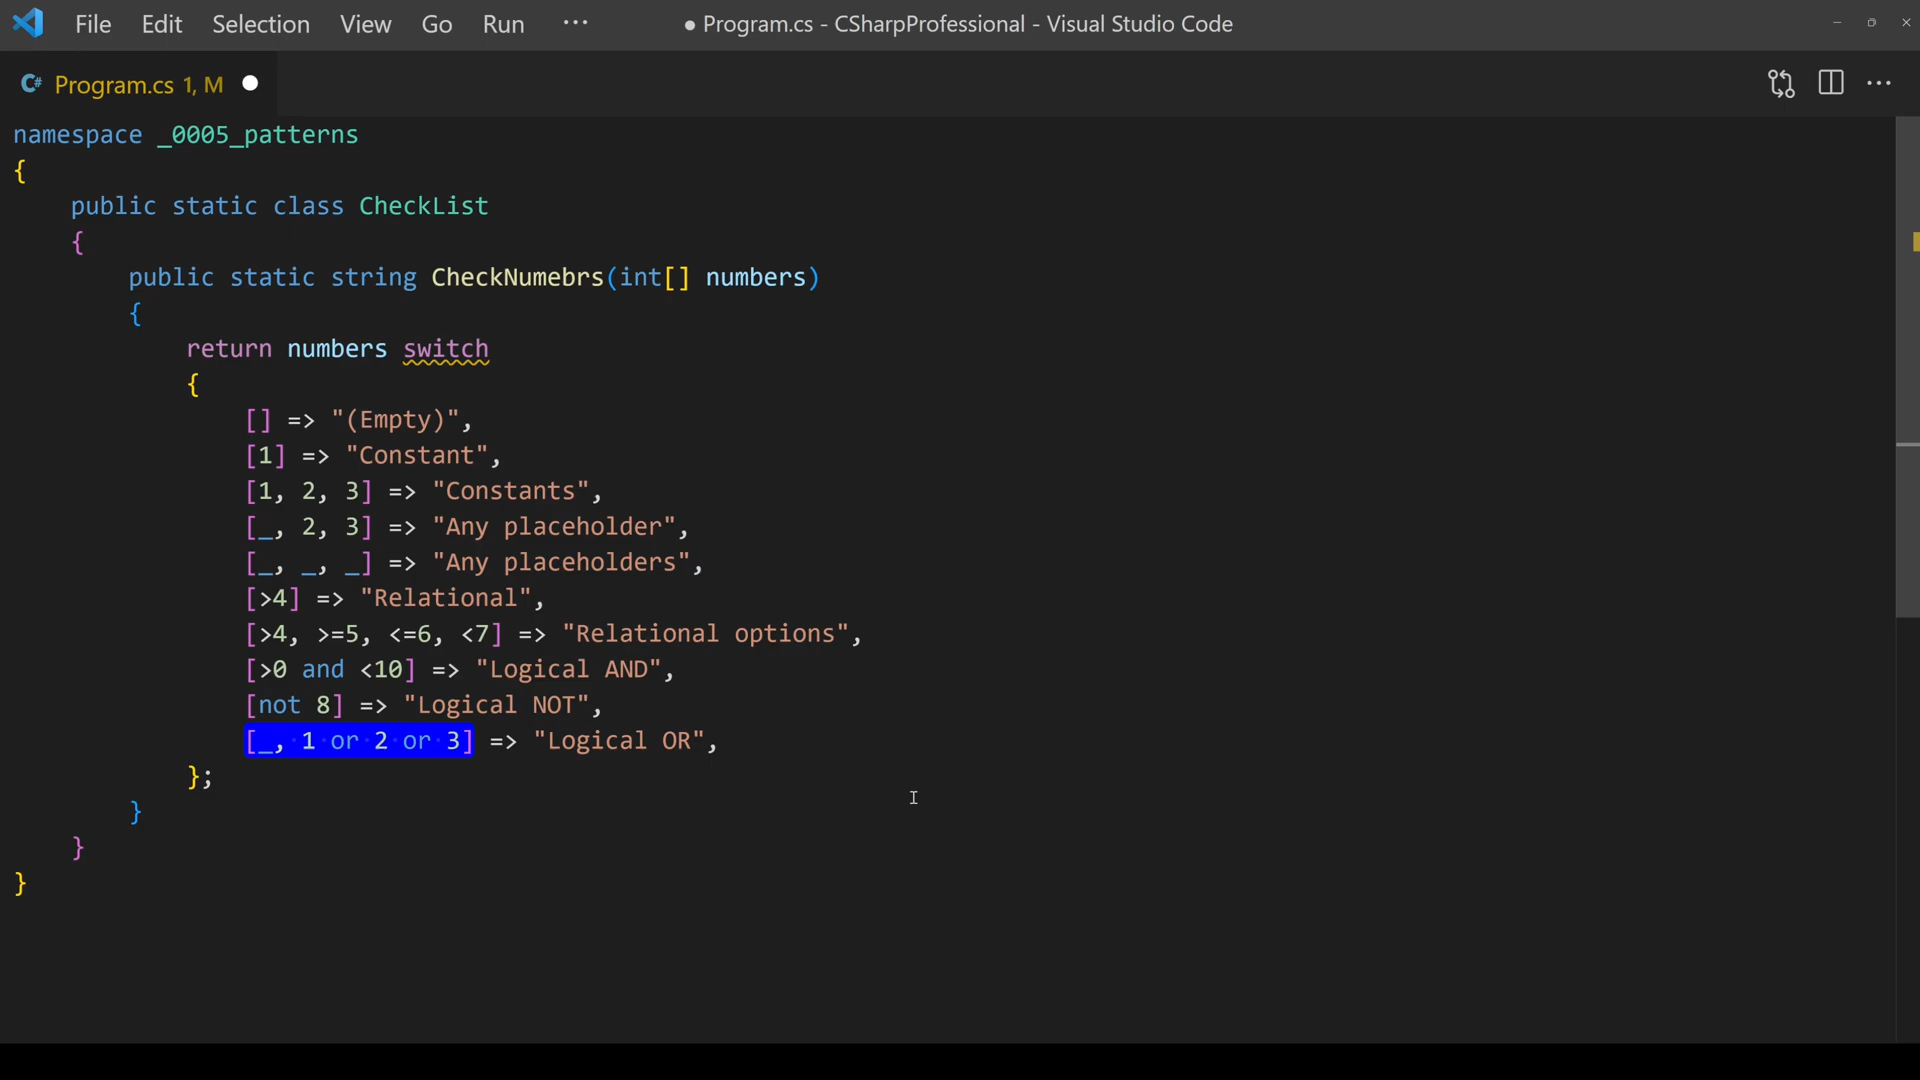 File Edit Selection View Go Run ··· ● Program.cs - CSharpProfessional - Visual Studio Code
C# Program.cs 1, M
namespace _0005_patterns
{
public static class CheckList
{
public static string CheckNumebrs(int[] numbers)
{
return numbers switch
{
[] => "(Empty)",
[1] => "Constant",
[1, 2, 3] => "Constants",
[_, 2, 3] => "Any placeholder",
[_, _, _] => "Any placeholders",
[>4] => "Relational",
[>4, >=5, <=6, <7] => "Relational options",
[>0 and <10] => "Logical AND",
[not 8] => "Logical NOT",
[_, 1 or 2 or 3] => "Logical OR",
};
}
}
}